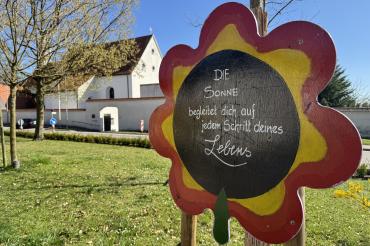 DIE
SONNE
begleitet dich auf
jedem Schritt deines
Lebens